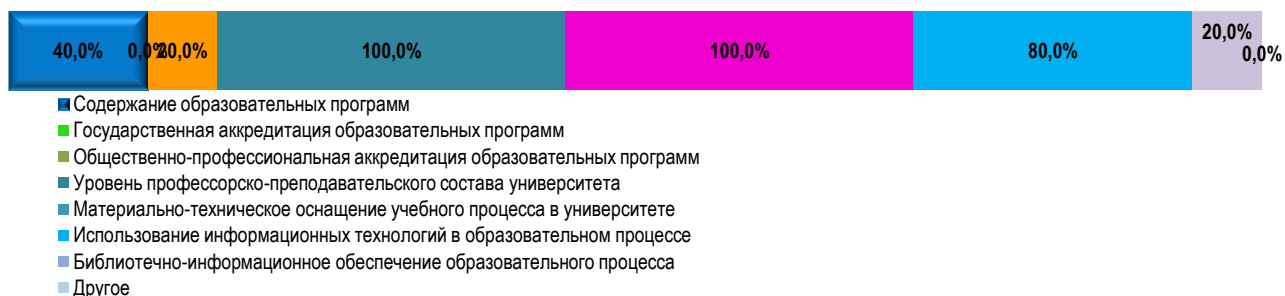 40,0% 0,0% 20,0% 100,0% 100,0% 80,0% 20,0% 0,0%
Содержание образовательных программ
Государственная аккредитация образовательных программ
Общественно-профессиональная аккредитация образовательных программ
Уровень профессорско-преподавательского состава университета
Материально-техническое оснащение учебного процесса в университете
Использование информационных технологий в образовательном процессе
Библиотечно-информационное обеспечение образовательного процесса
Другое